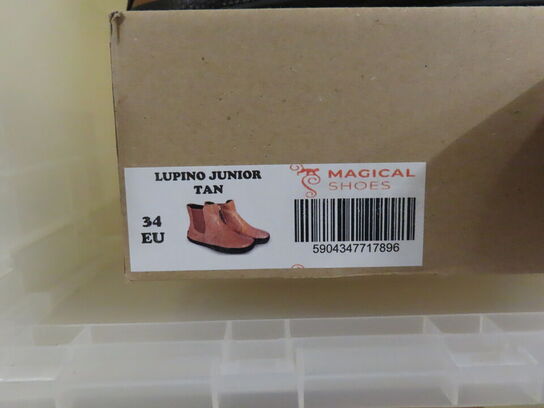 LUPINO JUNIOR
TAN
34
EU
MAGICAL
SHOES
5904347717896